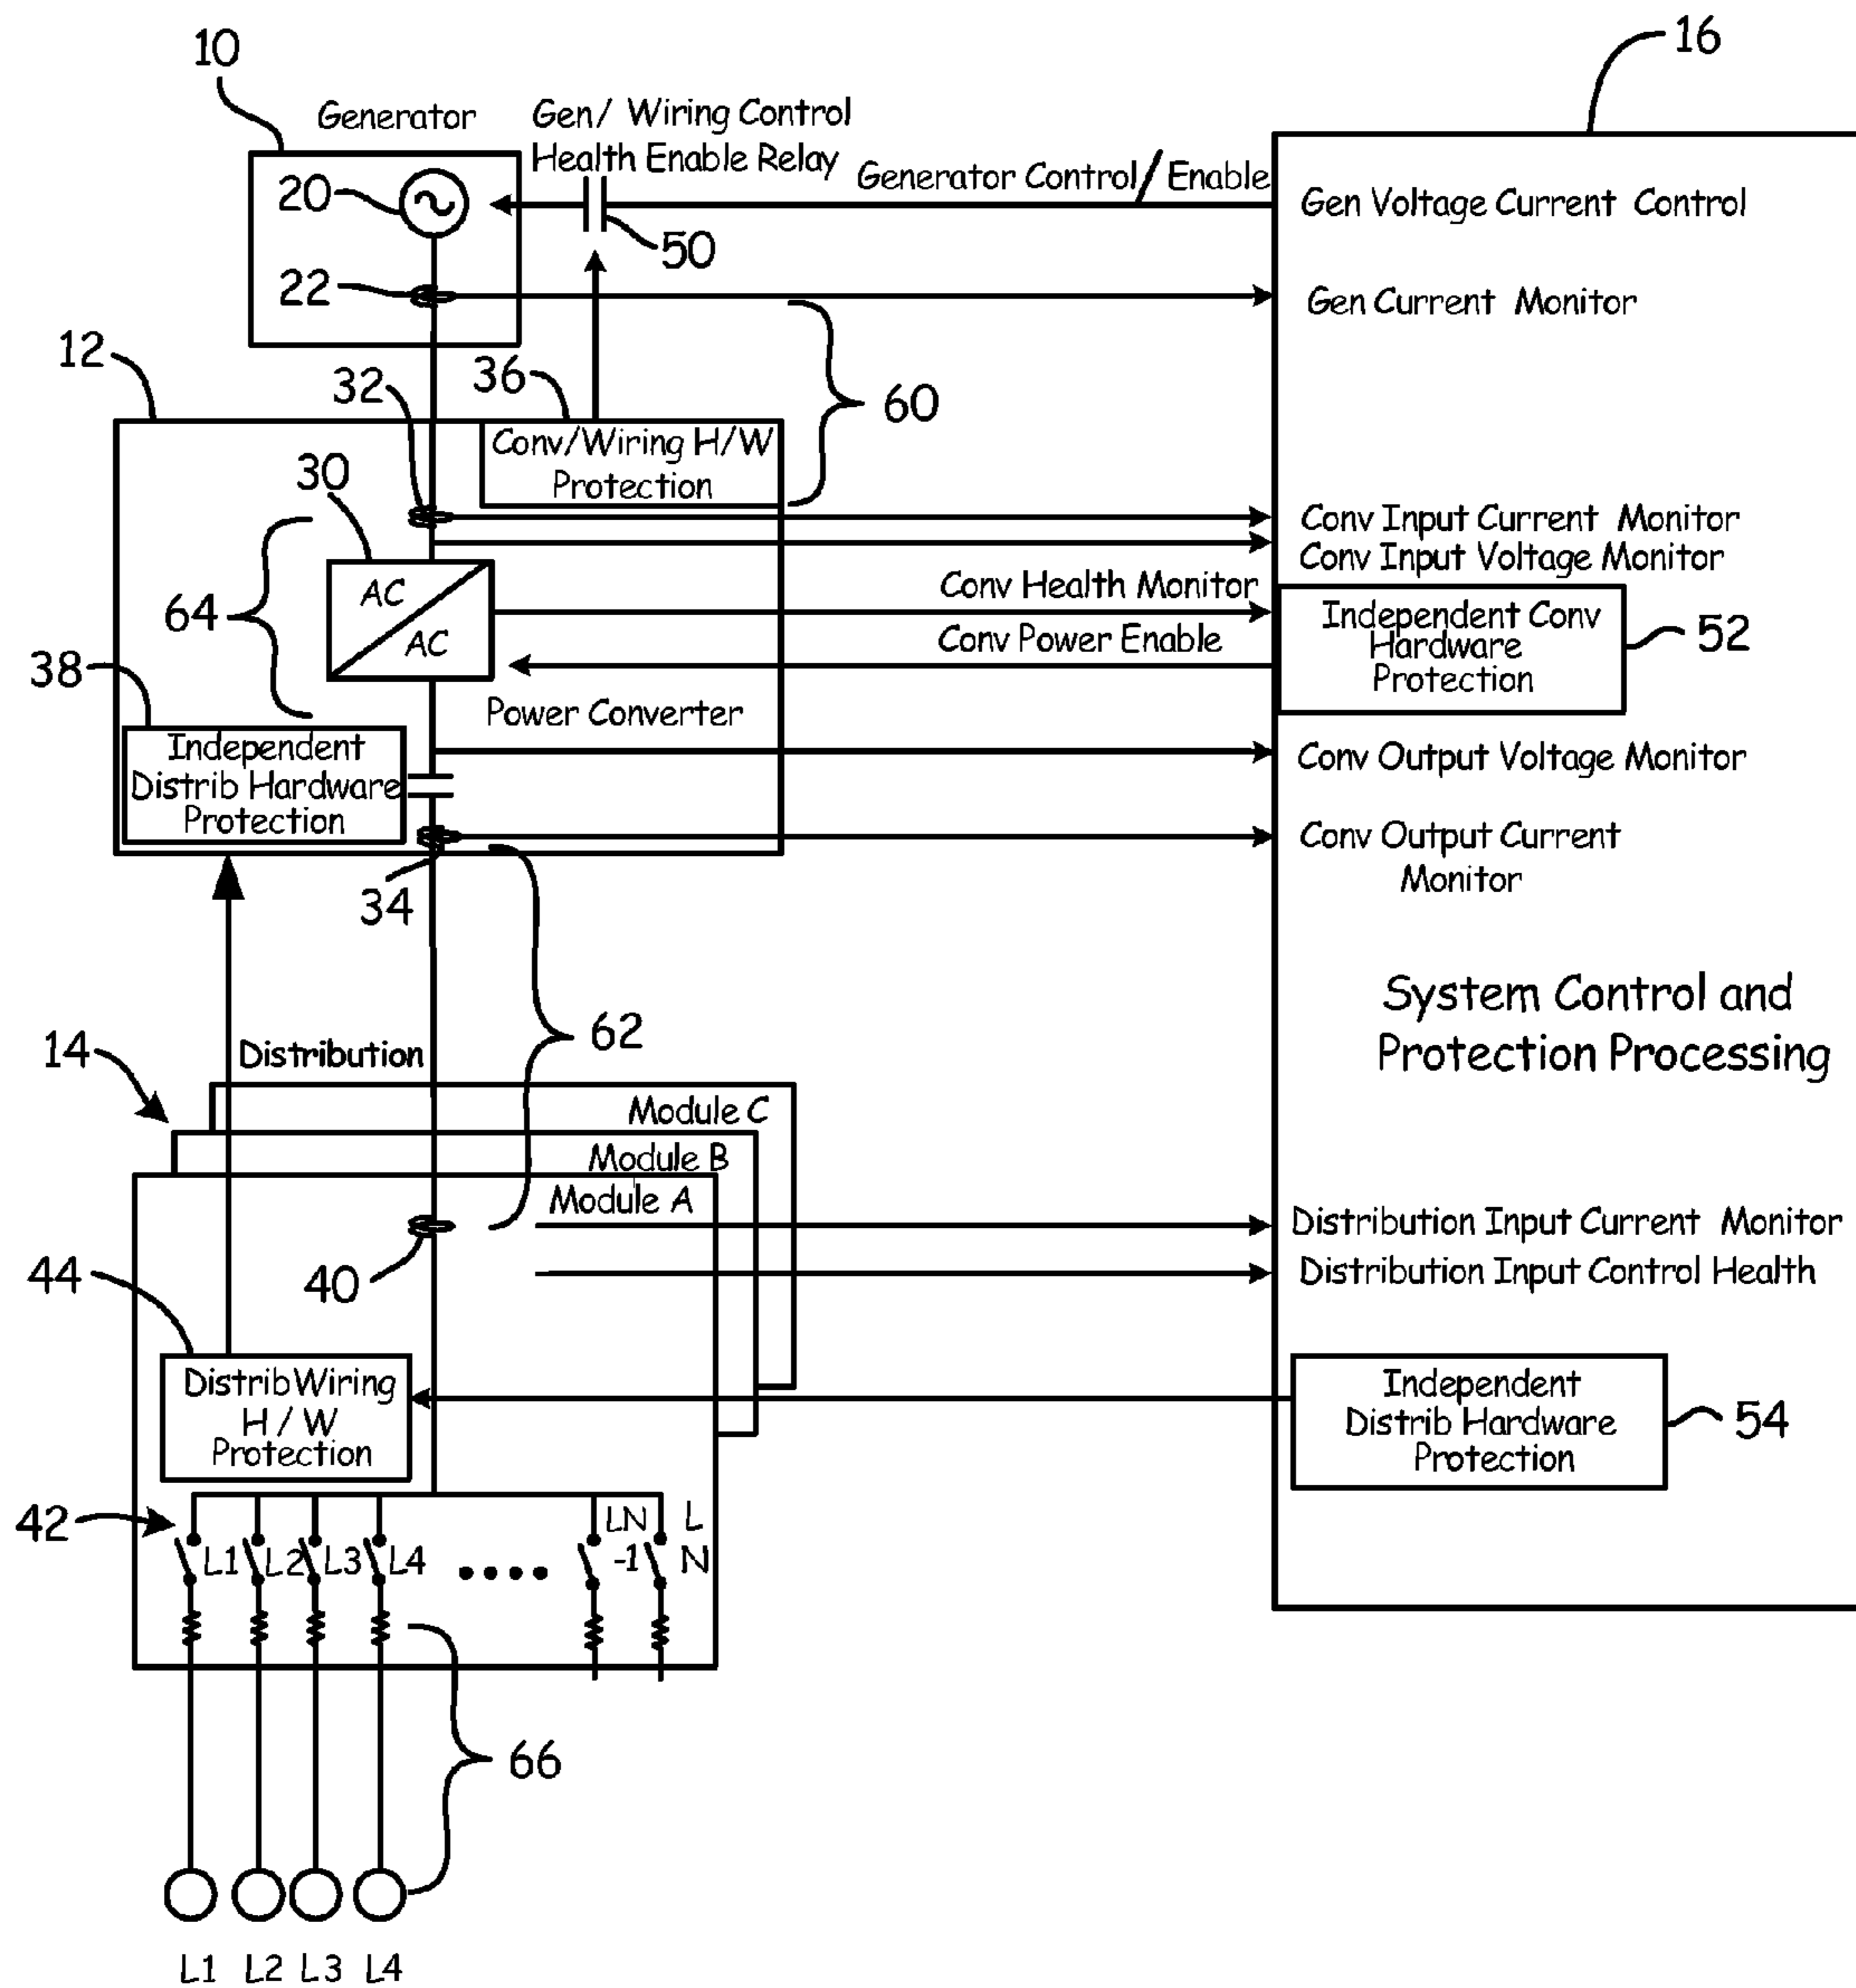 10
16
Generator
Gen/ Wiring Control
Health Enable Relay
Generator Control/Enable
Gen Voltage Current Control
20
50
22
Gen Current Monitor
12
32
36
60
Conv/Wiring H/W
Protection
30
Conv Input Current Monitor
Conv Input Voltage Monitor
AC
AC
64
Conv Health Monitor
Conv Power Enable
Independent Conv
Hardware
Protection
52
38
Power Converter
Independent
Distrib Hardware
Protection
Conv Output Voltage Monitor
Conv Output Current
Monitor
34
System Control and
Protection Processing
14
Distribution
62
Module C
Module B
Module A
40
Distribution Input Current Monitor
Distribution Input Control Health
44
Distrib Wiring
H / W
Protection
Independent
Distrib Hardware
Protection
54
42
L1
L2
L3
L4
LN
-1
L
N
66
L1 L2 L3 L4